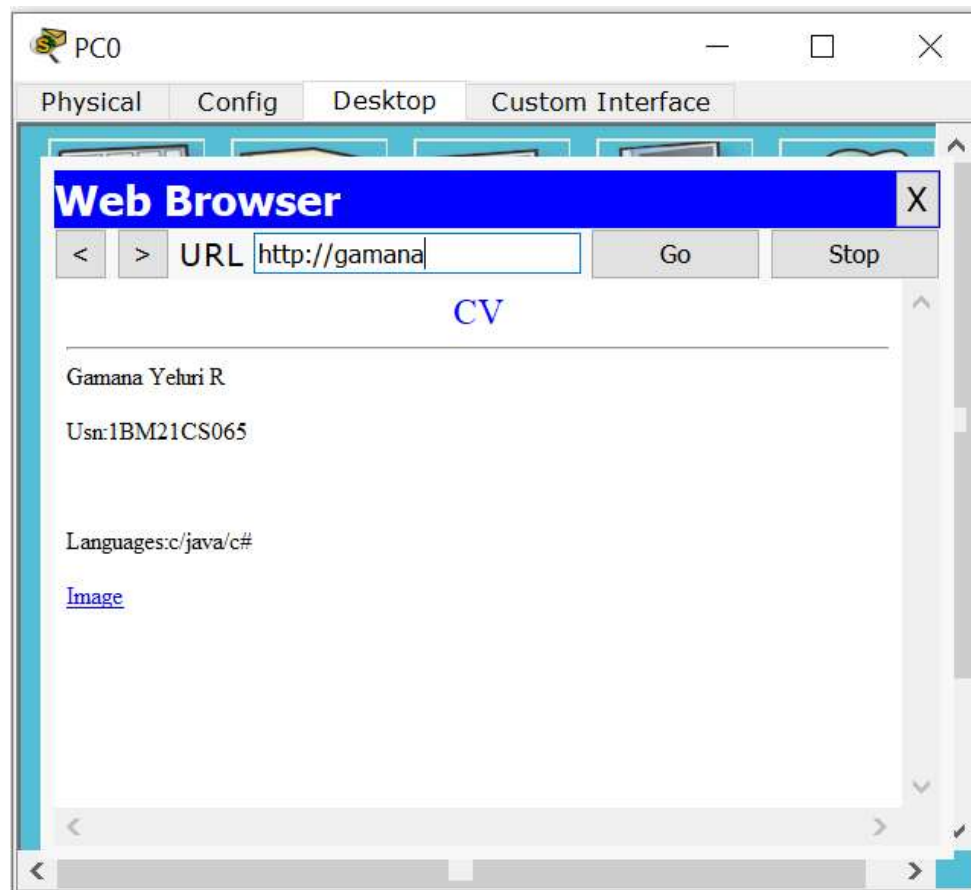 PC0
Physical Config Desktop Custom Interface
Web Browser X
< > URL http://gamana Go Stop
CV
Gamana Yeluri R
Usn:1BM21CS065
Languages:c/java/c#
Image